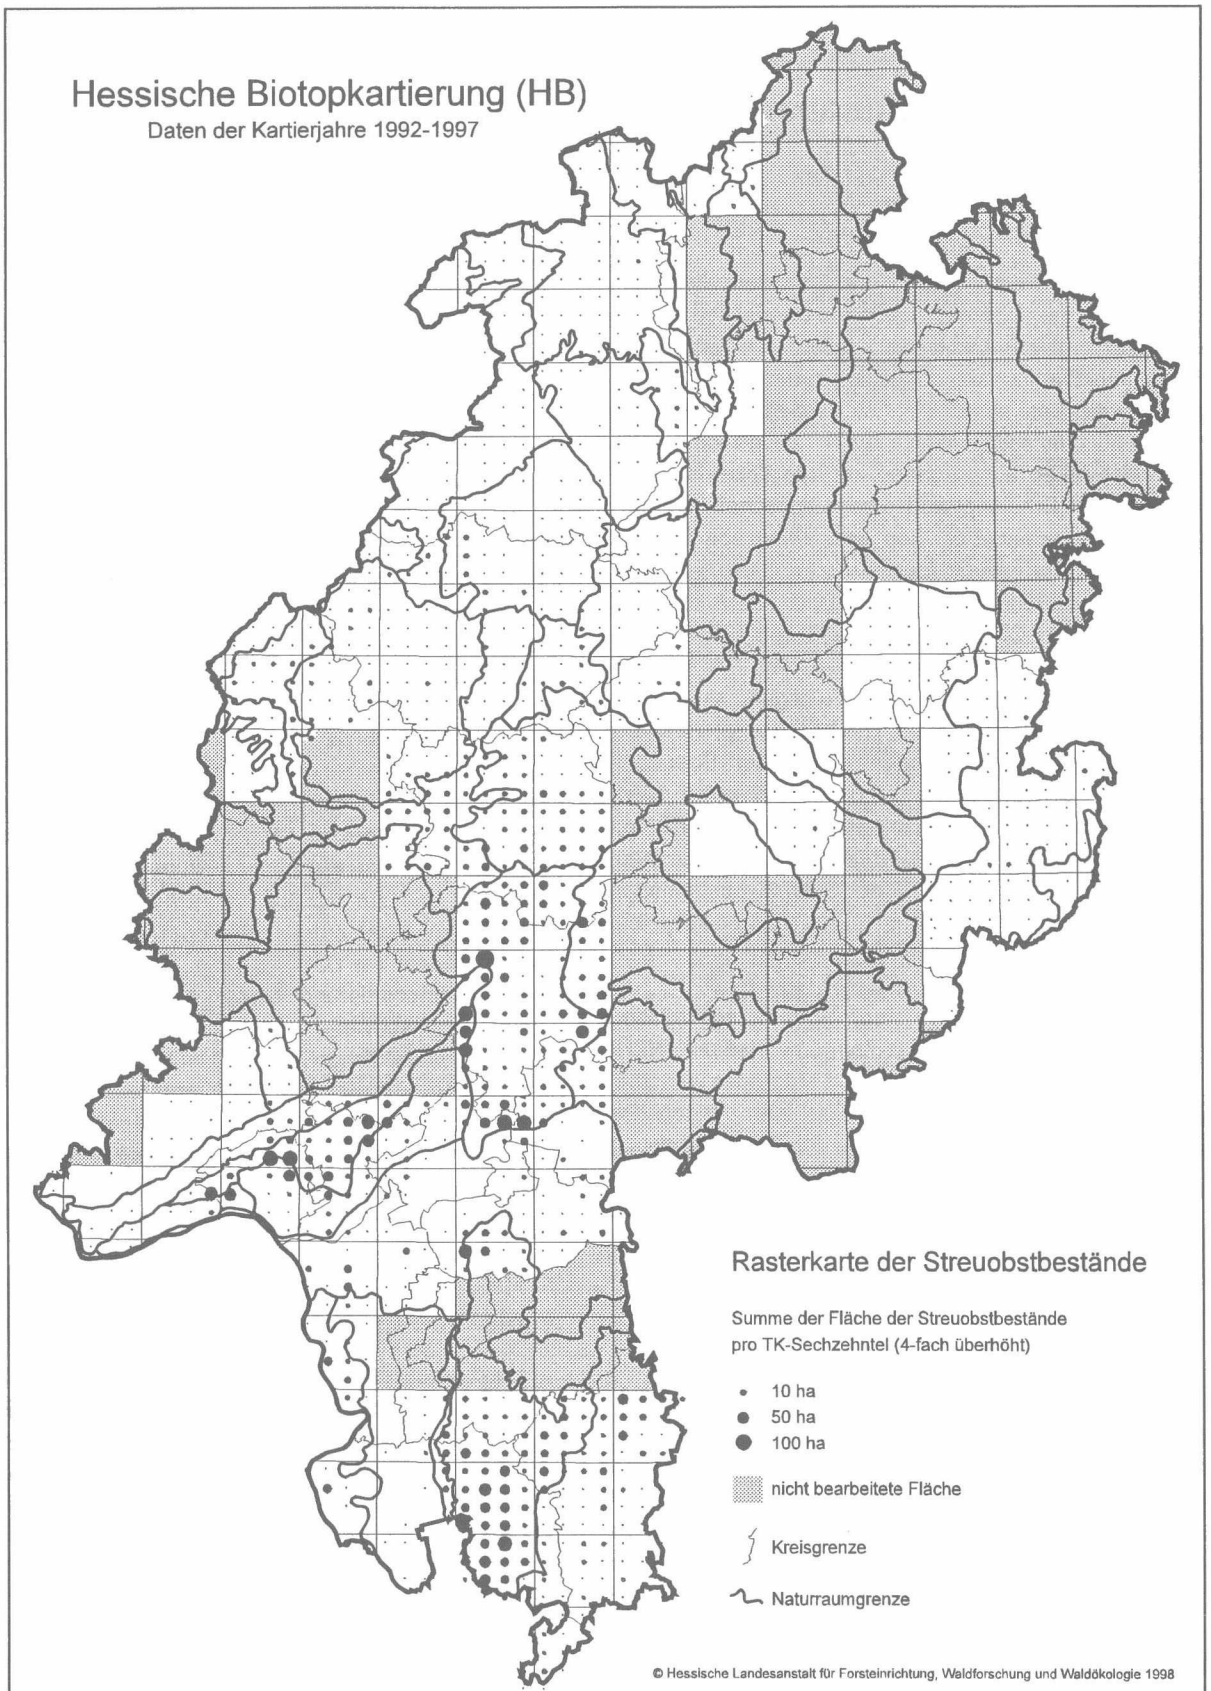 Hessische Biotopkartierung (HB)
Daten der Kartierjahre 1992-1997
Rasterkarte der Streuobstbestände
Summe der Fläche der Streuobstbestände
pro TK-Sechzehntel (4-fach überhöht)
10 ha
50 ha
100 ha
nicht bearbeitete Fläche
Kreisgrenze
Naturraumgrenze
© Hessische Landesanstalt für Forsteinrichtung, Waldforschung und Waldökologie 1998